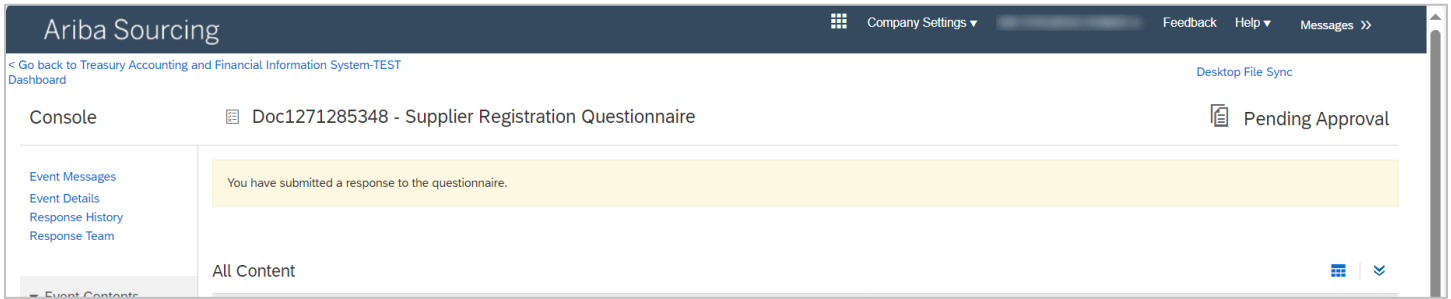 Ariba Sourcing
Company Settings ▾
Feedback
Help ▾
Messages >>
< Go back to Treasury Accounting and Financial Information System-TEST
Dashboard
Desktop File Sync
Console
Doc1271285348 - Supplier Registration Questionnaire
Pending Approval
Event Messages
Event Details
Response History
Response Team
You have submitted a response to the questionnaire.
All Content
Event Contents